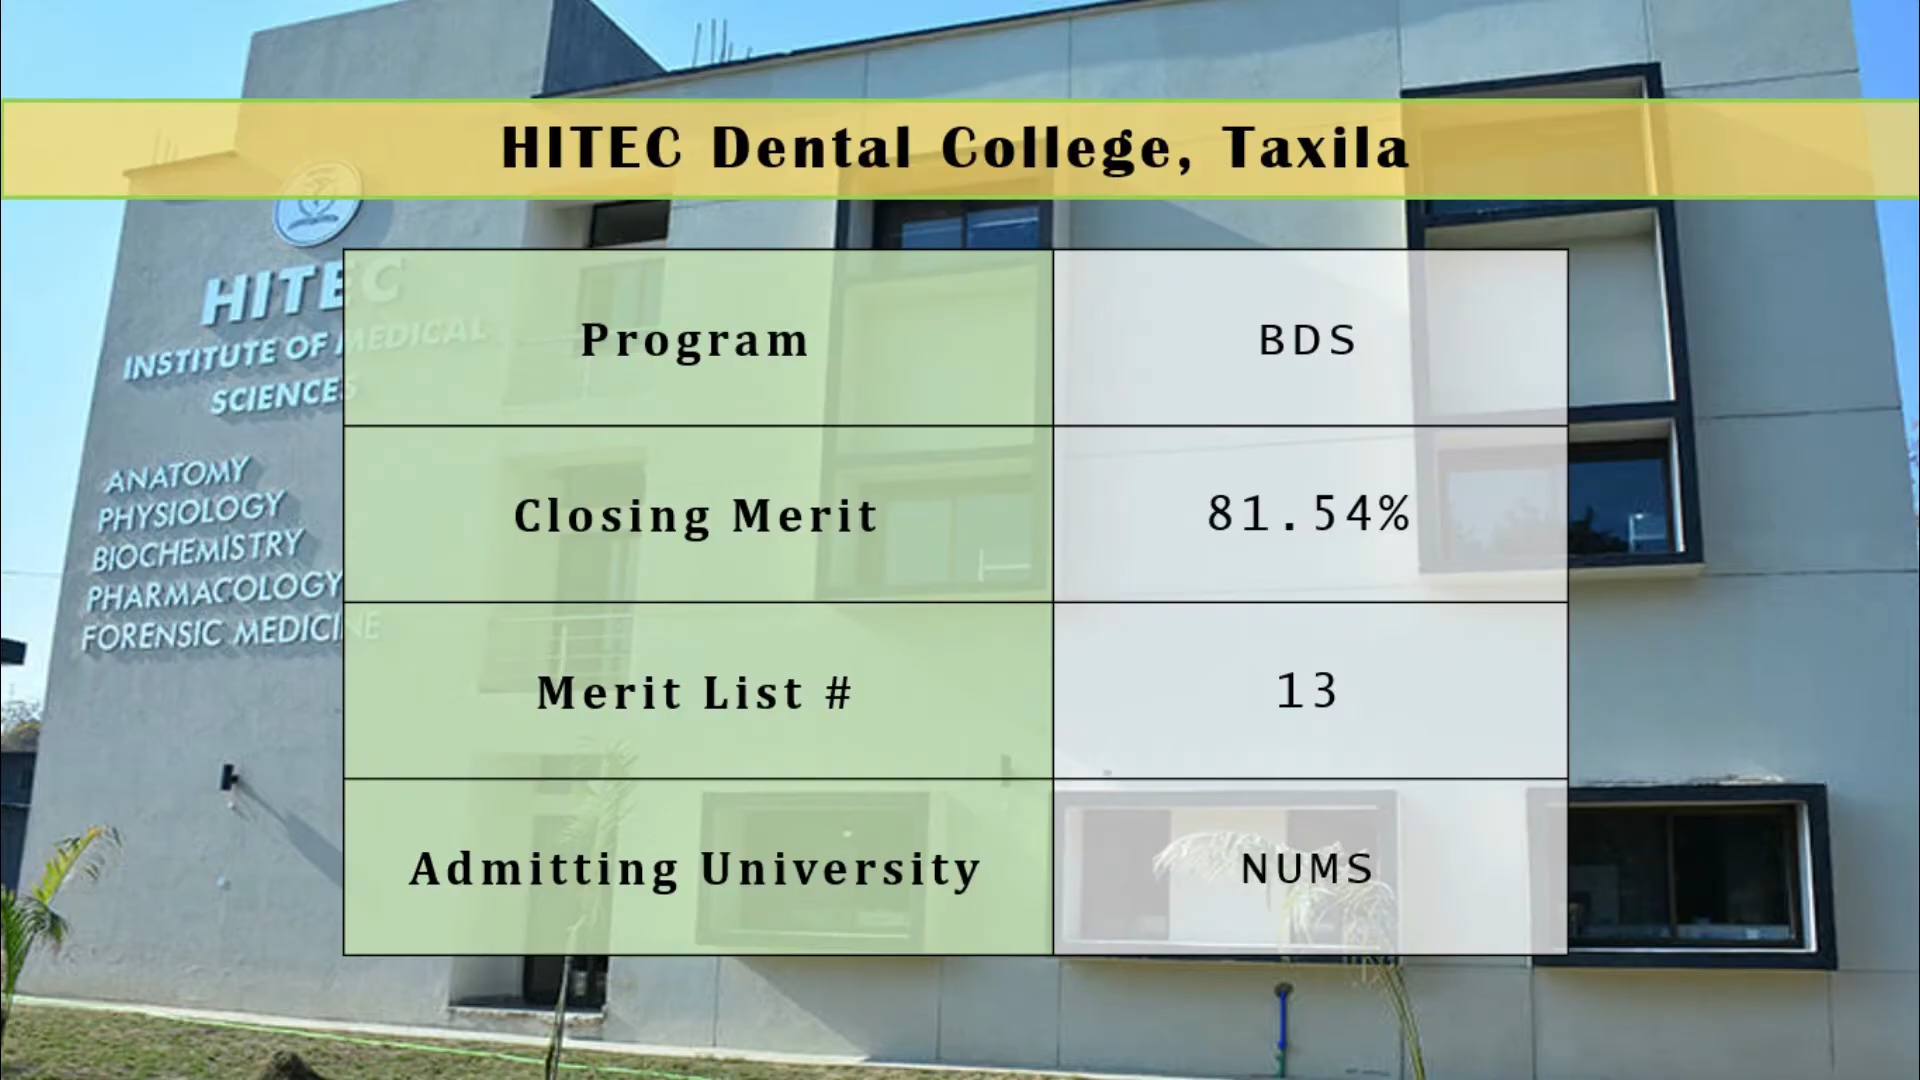 HITEC Dental College, Taxila
HITEC
INSTITUTE OF MEDICAL
SCIENCES
ANATOMY
PHYSIOLOGY
BIOCHEMISTRY
PHARMACOLOGY
FORENSIC MEDICINE
Program BDS
Closing Merit 81.54%
Merit List # 13
Admitting University NUMS